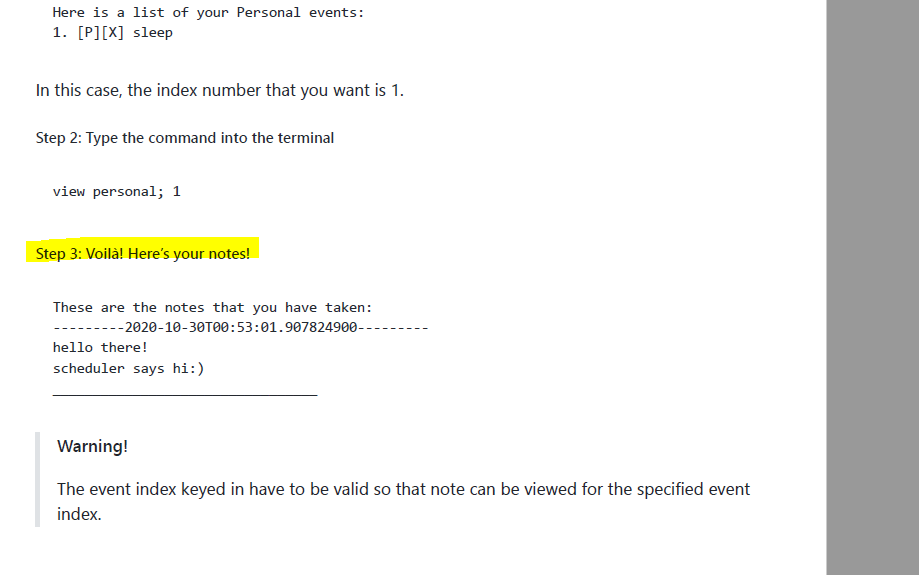 Here is a list of your Personal events:
1. [P][X] sleep
In this case, the index number that you want is 1.
Step 2: Type the command into the terminal
view personal; 1
Step 3: Voilà! Here’s your notes!
These are the notes that you have taken:
---------2020-10-30T00:53:01.907824900---------
hello there!
scheduler says hi:)
_________________________________
Warning!
The event index keyed in have to be valid so that note can be viewed for the specified event
index.